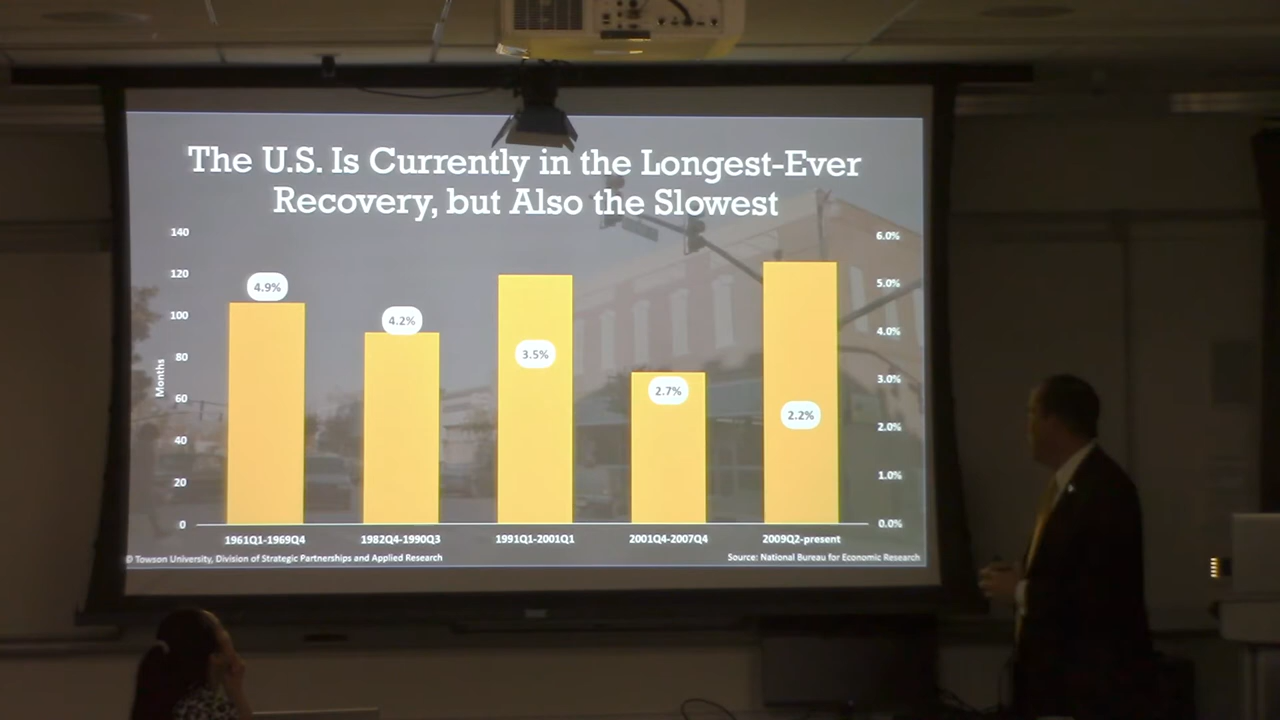 The U.S. Is Currently in the Longest-Ever
Recovery, but Also the Slowest
140
120
100
80
60
40
20
0
Months
6.0%
5.0%
4.0%
3.0%
2.0%
1.0%
0.0%
4.9%
4.2%
3.5%
2.7%
2.2%
1961Q1-1969Q4
1982Q4-1990Q3
1991Q1-2001Q1
2001Q4-2007Q4
2009Q2-present
© Towson University, Division of Strategic Partnerships and Applied Research
Source: National Bureau for Economic Research